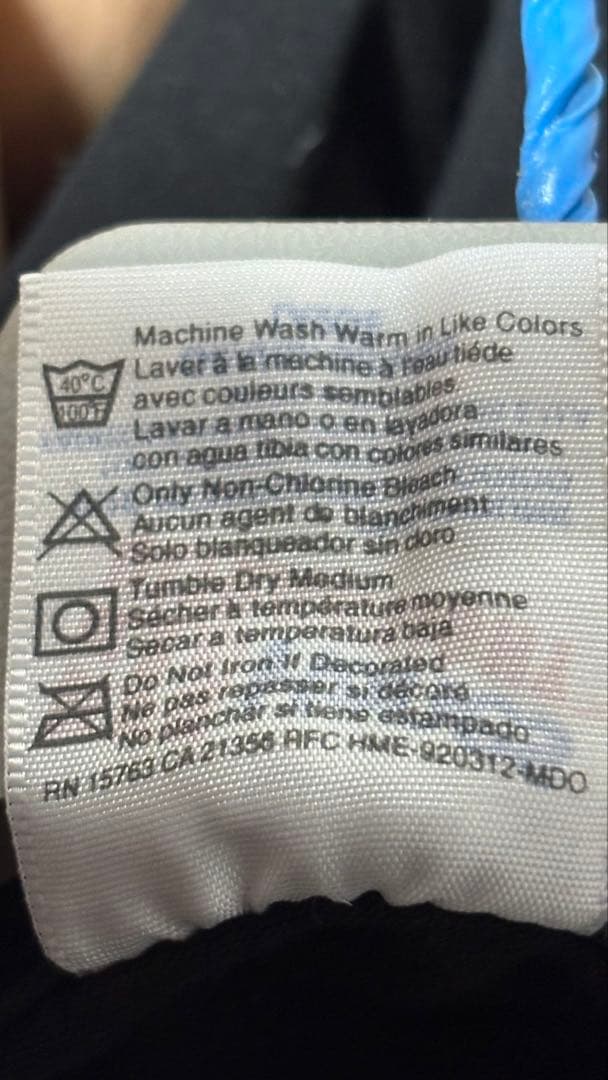 Machine Wash Warm in Like Colors
40°C
Laver à la machine à l'eau tiéde
100°F
avec couleurs semblables
Lavar a mano o en layadora
con agua tibia con colores similares
Only Non-Chlorine Bleach
Aucun agent de blanchiment
Solo blanqueador sin cloro
Tumble Dry Medium
Sécher à température moyenne
Secar a temperatura baja
Do Not Iron If Decorated
Ne pas repasser si décoré
No planchar si tiene estampado
RN 15763 CA 21356 RFC HME-920312-MDO